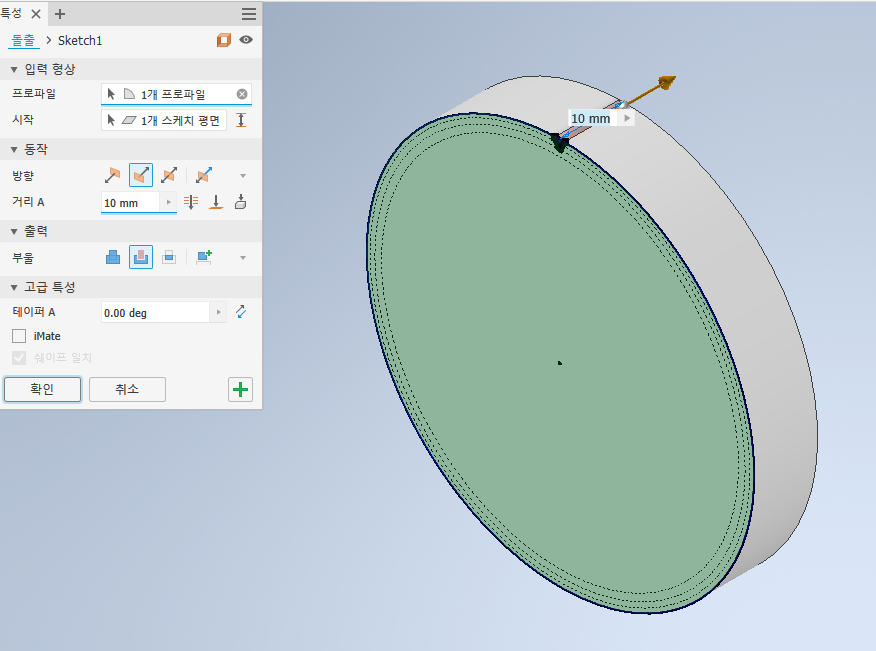 특성
돌출 > Sketch1
입력 형상
프로파일 1개 프로파일
시작 1개 스케치 평면
동작
방향
거리 A 10 mm
출력
부울
고급 특성
테이퍼 A 0.00 deg
iMate
쉐이프 일치
확인 취소
10 mm